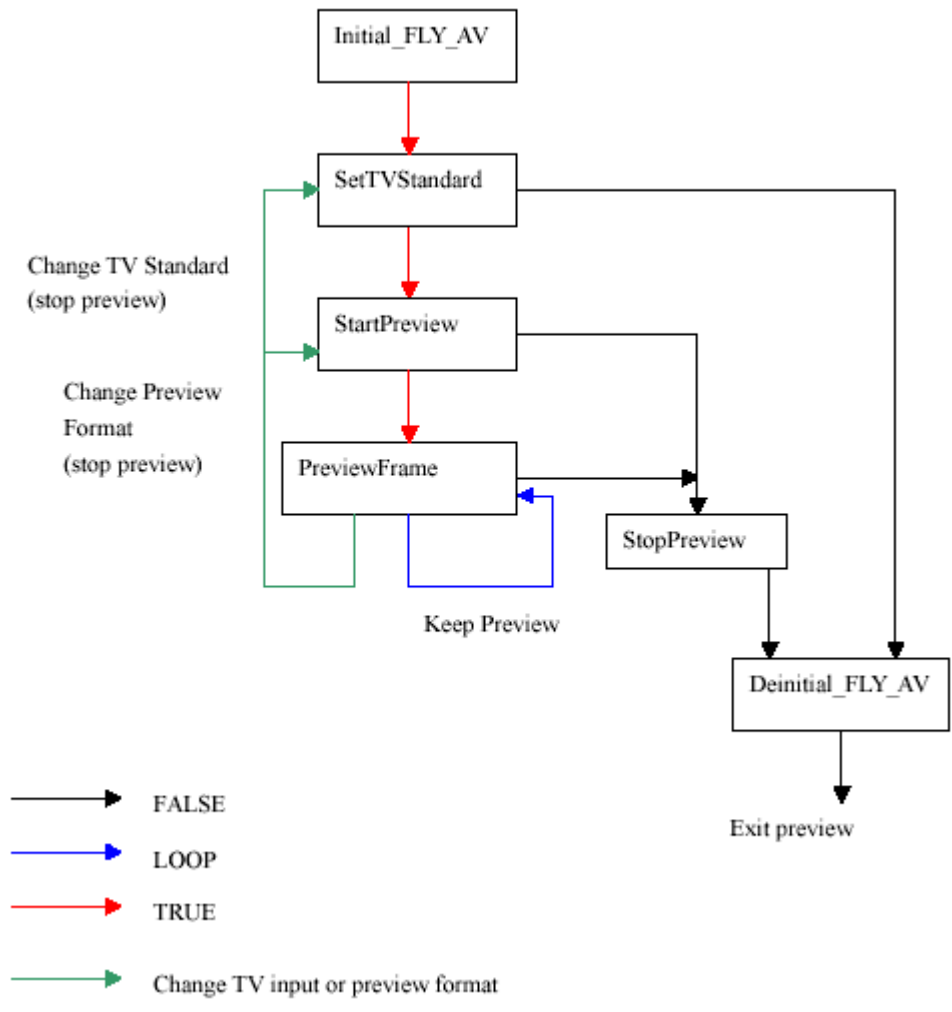 Initial_FLY_AV
SetTVStandard
Change TV Standard
(stop preview)
StartPreview
Change Preview
Format
(stop preview)
PreviewFrame
StopPreview
Keep Preview
Deinitial_FLY_AV
FALSE
Exit preview
LOOP
TRUE
Change TV input or preview format